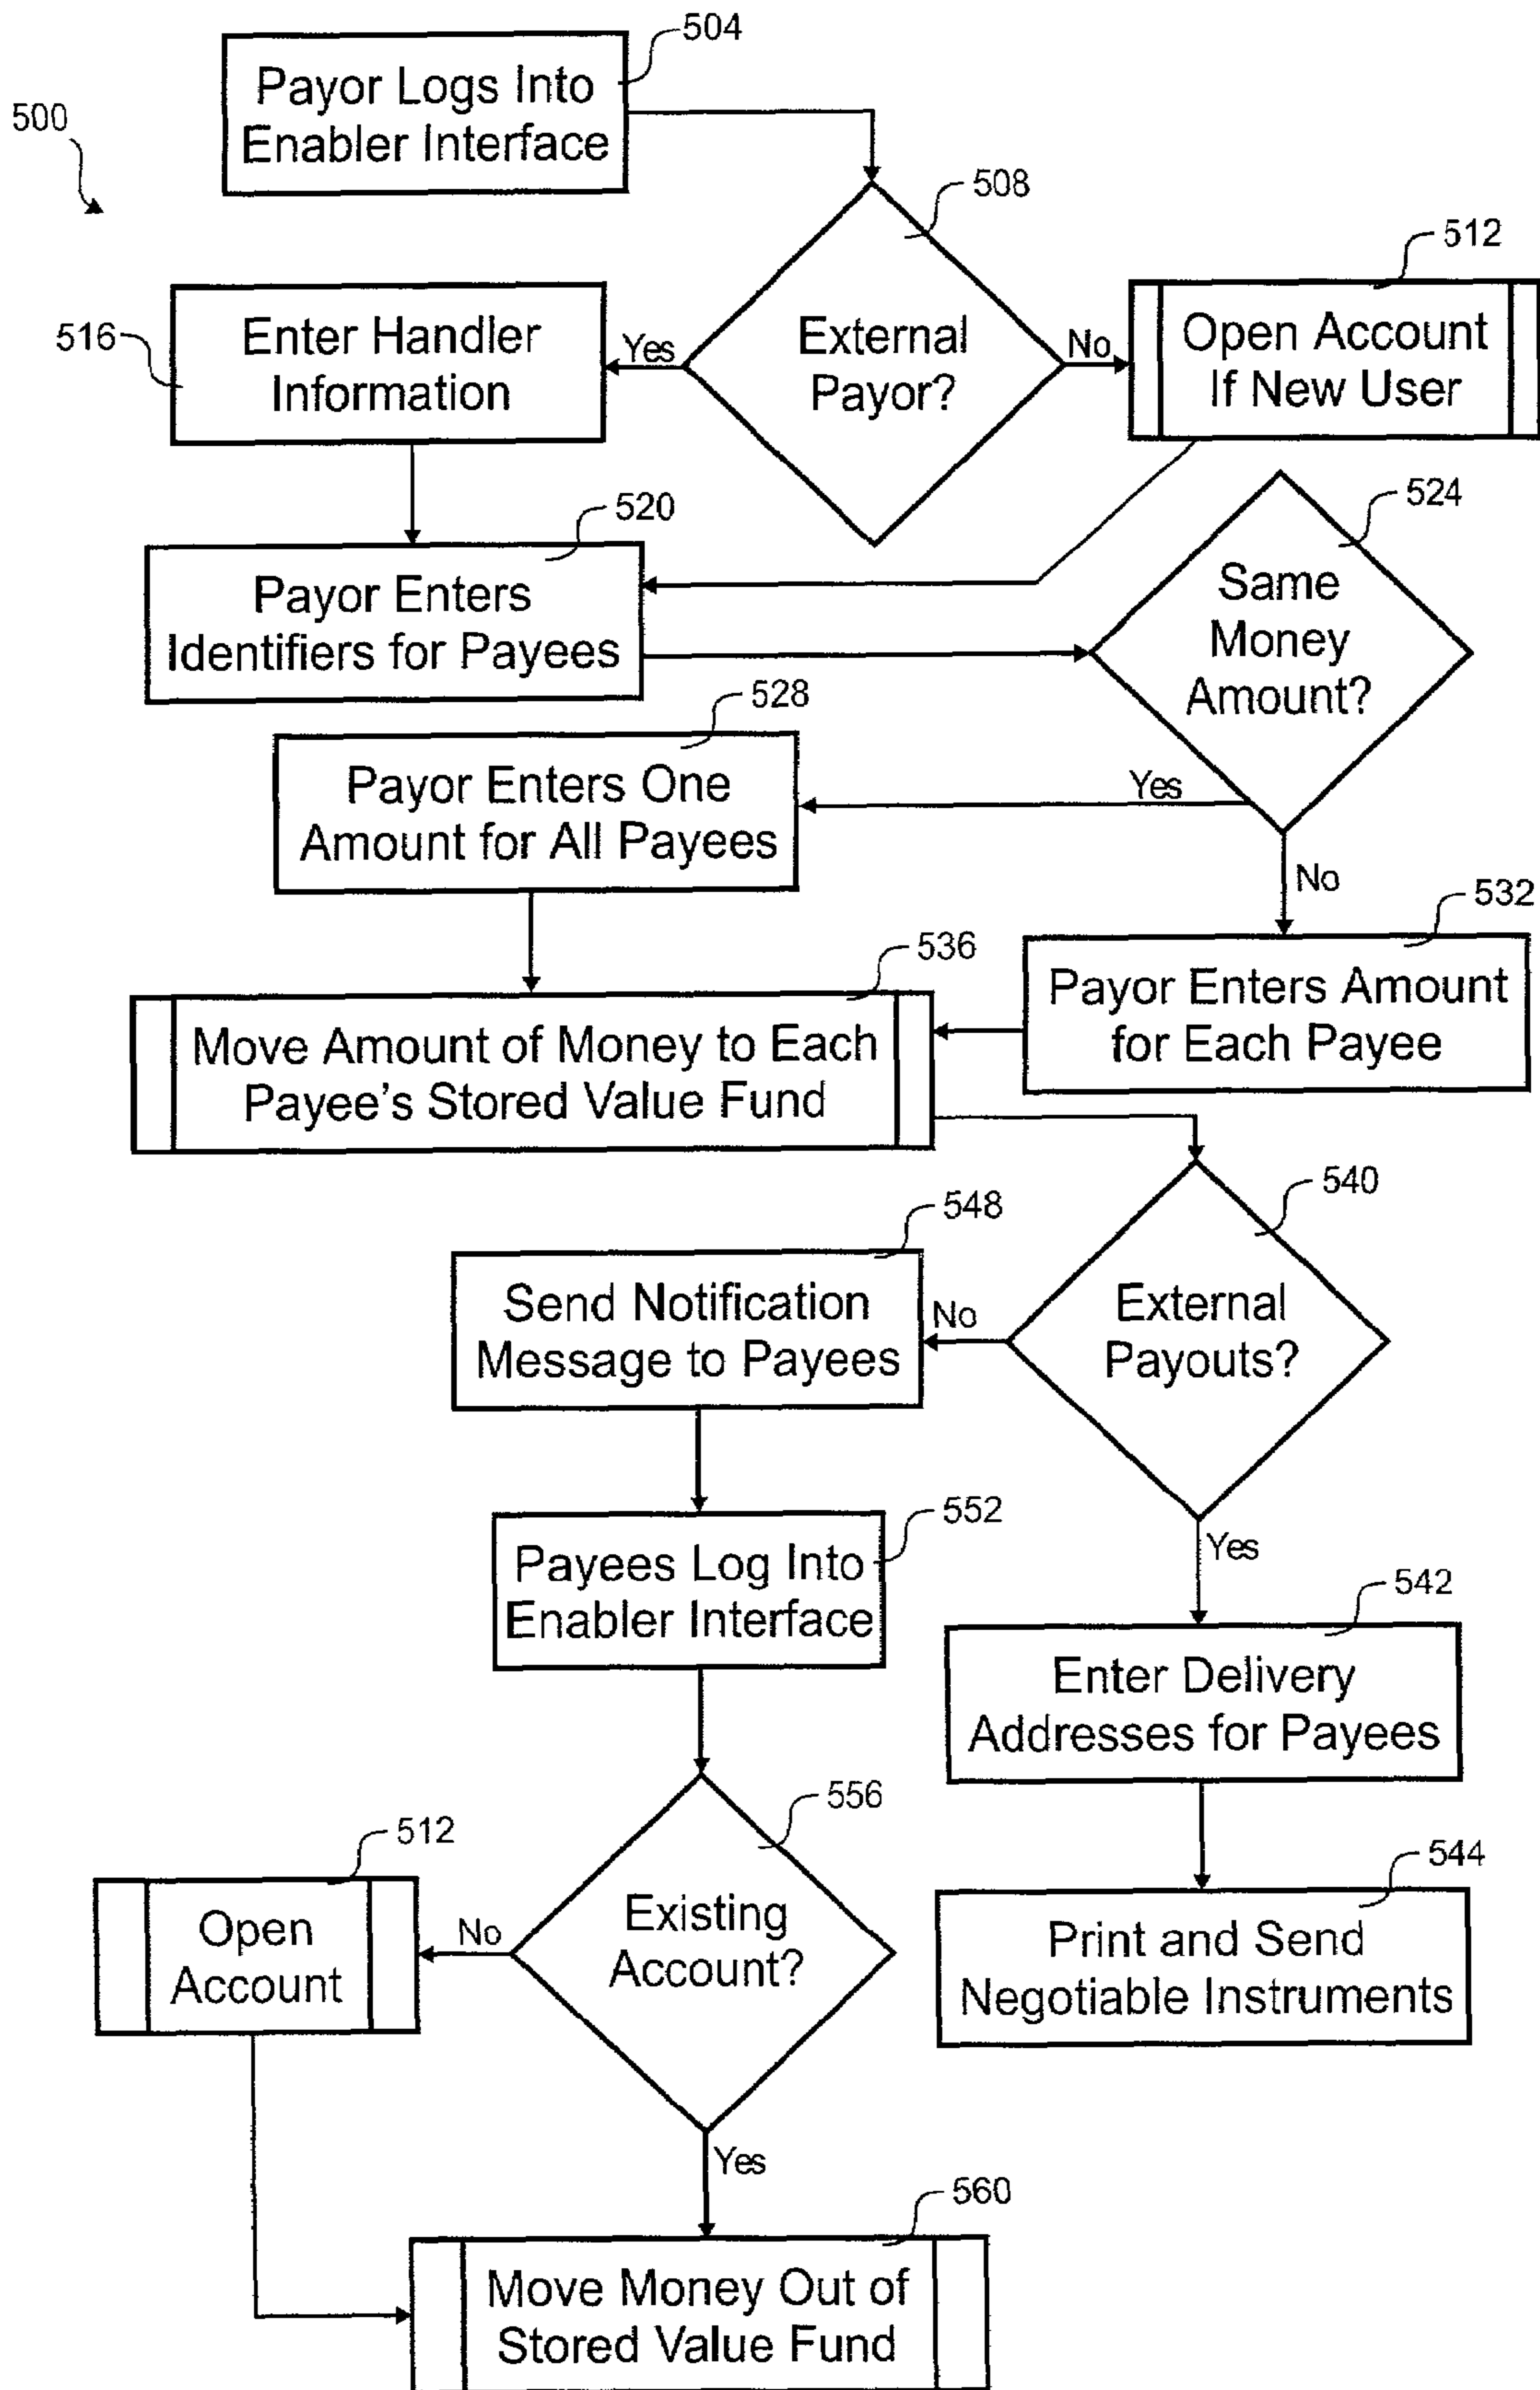 504
Payor Logs Into
Enabler Interface
500
508
512
External
Payor?
Yes
No
Open Account
If New User
516
Enter Handler
Information
520
Payor Enters
Identifiers for Payees
524
Same
Money
Amount?
528
Yes
Payor Enters One
Amount for All Payees
No
532
Payor Enters Amount
for Each Payee
536
Move Amount of Money to Each
Payee's Stored Value Fund
540
External
Payouts?
548
No
Send Notification
Message to Payees
Yes
552
Payees Log Into
Enabler Interface
542
Enter Delivery
Addresses for Payees
556
Existing
Account?
512
No
Open
Account
544
Print and Send
Negotiable Instruments
Yes
560
Move Money Out of
Stored Value Fund